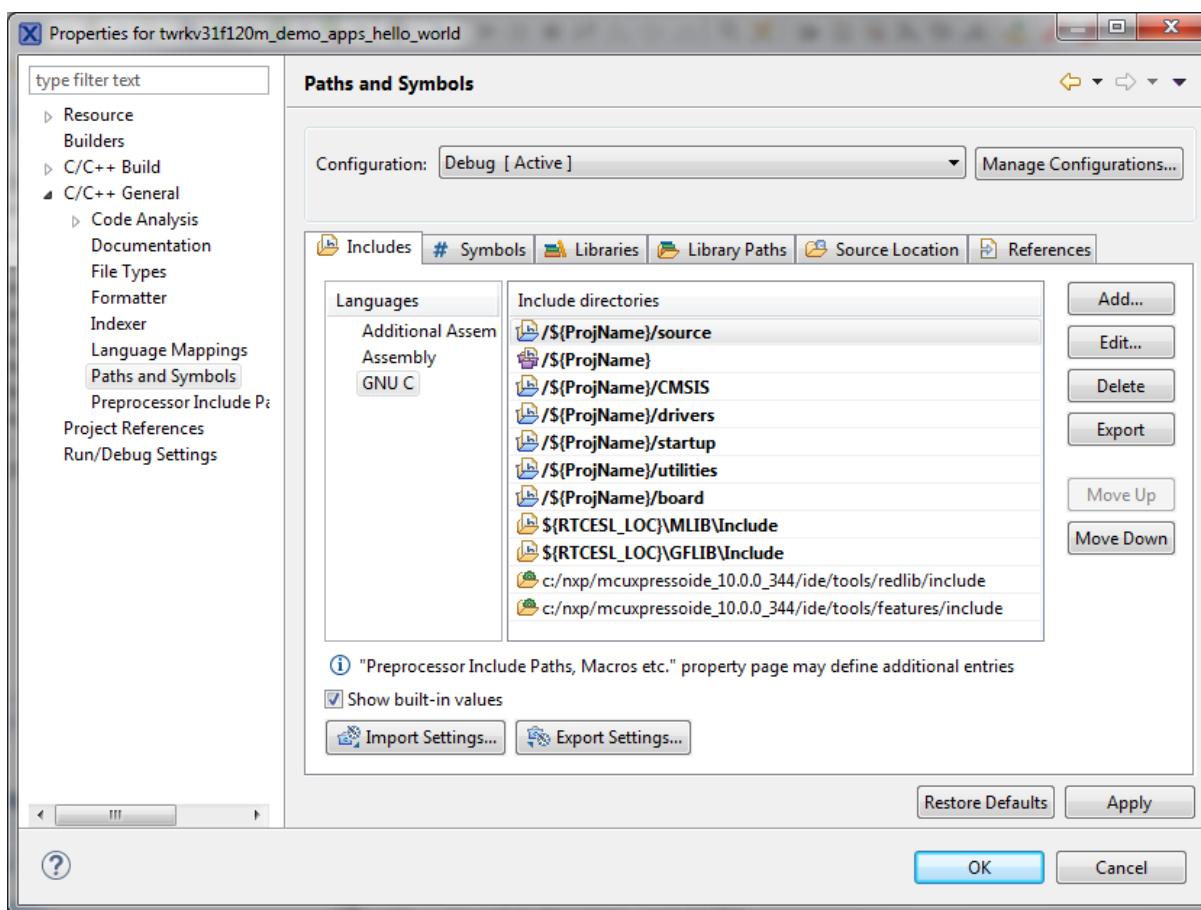 Properties for twrkv31f120m_demo_apps_hello_world
type filter text
Resource
Builders
C/C++ Build
C/C++ General
Code Analysis
Documentation
File Types
Formatter
Indexer
Language Mappings
Paths and Symbols
Preprocessor Include Pa
Project References
Run/Debug Settings
Paths and Symbols
Configuration: Debug [ Active ] Manage Configurations...
Includes # Symbols Libraries Library Paths Source Location References
Languages
Additional Assem
Assembly
GNU C
Include directories
/${ProjName}/source
/${ProjName}
/${ProjName}/CMSIS
/${ProjName}/drivers
/${ProjName}/startup
/${ProjName}/utilities
/${ProjName}/board
${RTCESL_LOC}\MLIB\Include
${RTCESL_LOC}\GFLIB\Include
c:/nxp/mcuxpressoide_10.0.0_344/ide/tools/redlib/include
c:/nxp/mcuxpressoide_10.0.0_344/ide/tools/features/include
Add...
Edit...
Delete
Export
Move Up
Move Down
"Preprocessor Include Paths, Macros etc." property page may define additional entries
Show built-in values
Import Settings... Export Settings...
Restore Defaults Apply
OK Cancel